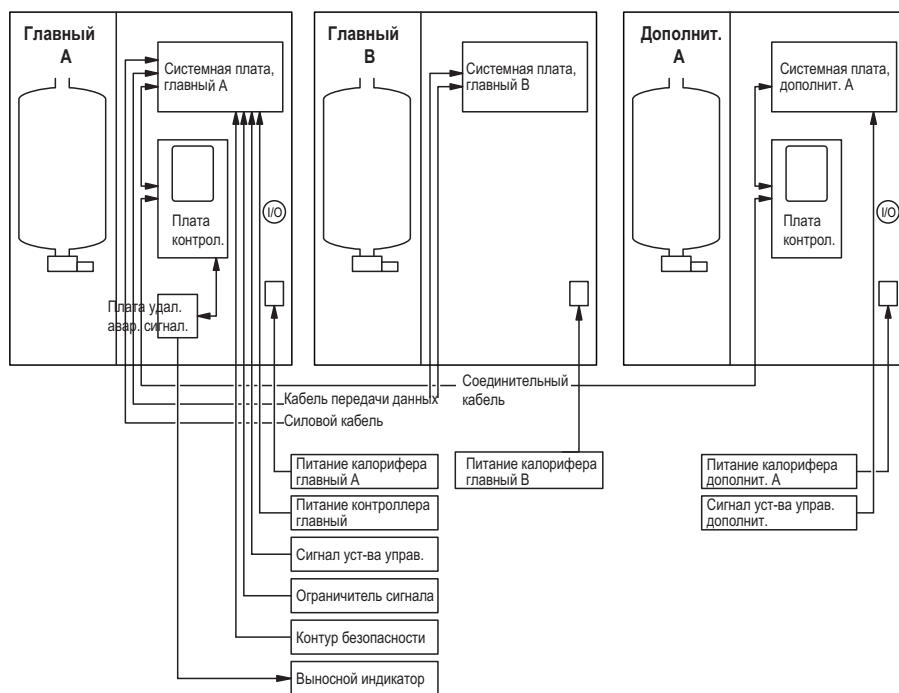 Главный
A
Системная плата,
главный A
Плата
контрол.
I/O
Плата удал.
авар. сигнал.
Главный
B
Системная плата,
главный B
Дополнит.
A
Системная плата,
дополнит. A
Плата
контрол.
I/O
Соединительный
кабель
Кабель передачи данных
Силовой кабель
Питание калорифера
главный A
Питание калорифера
главный B
Питание калорифера
дополнит. A
Питание контроллера
главный
Сигнал уст-ва управ.
дополнит.
Сигнал уст-ва управ.
Ограничитель сигнала
Контур безопасности
Выносной индикатор